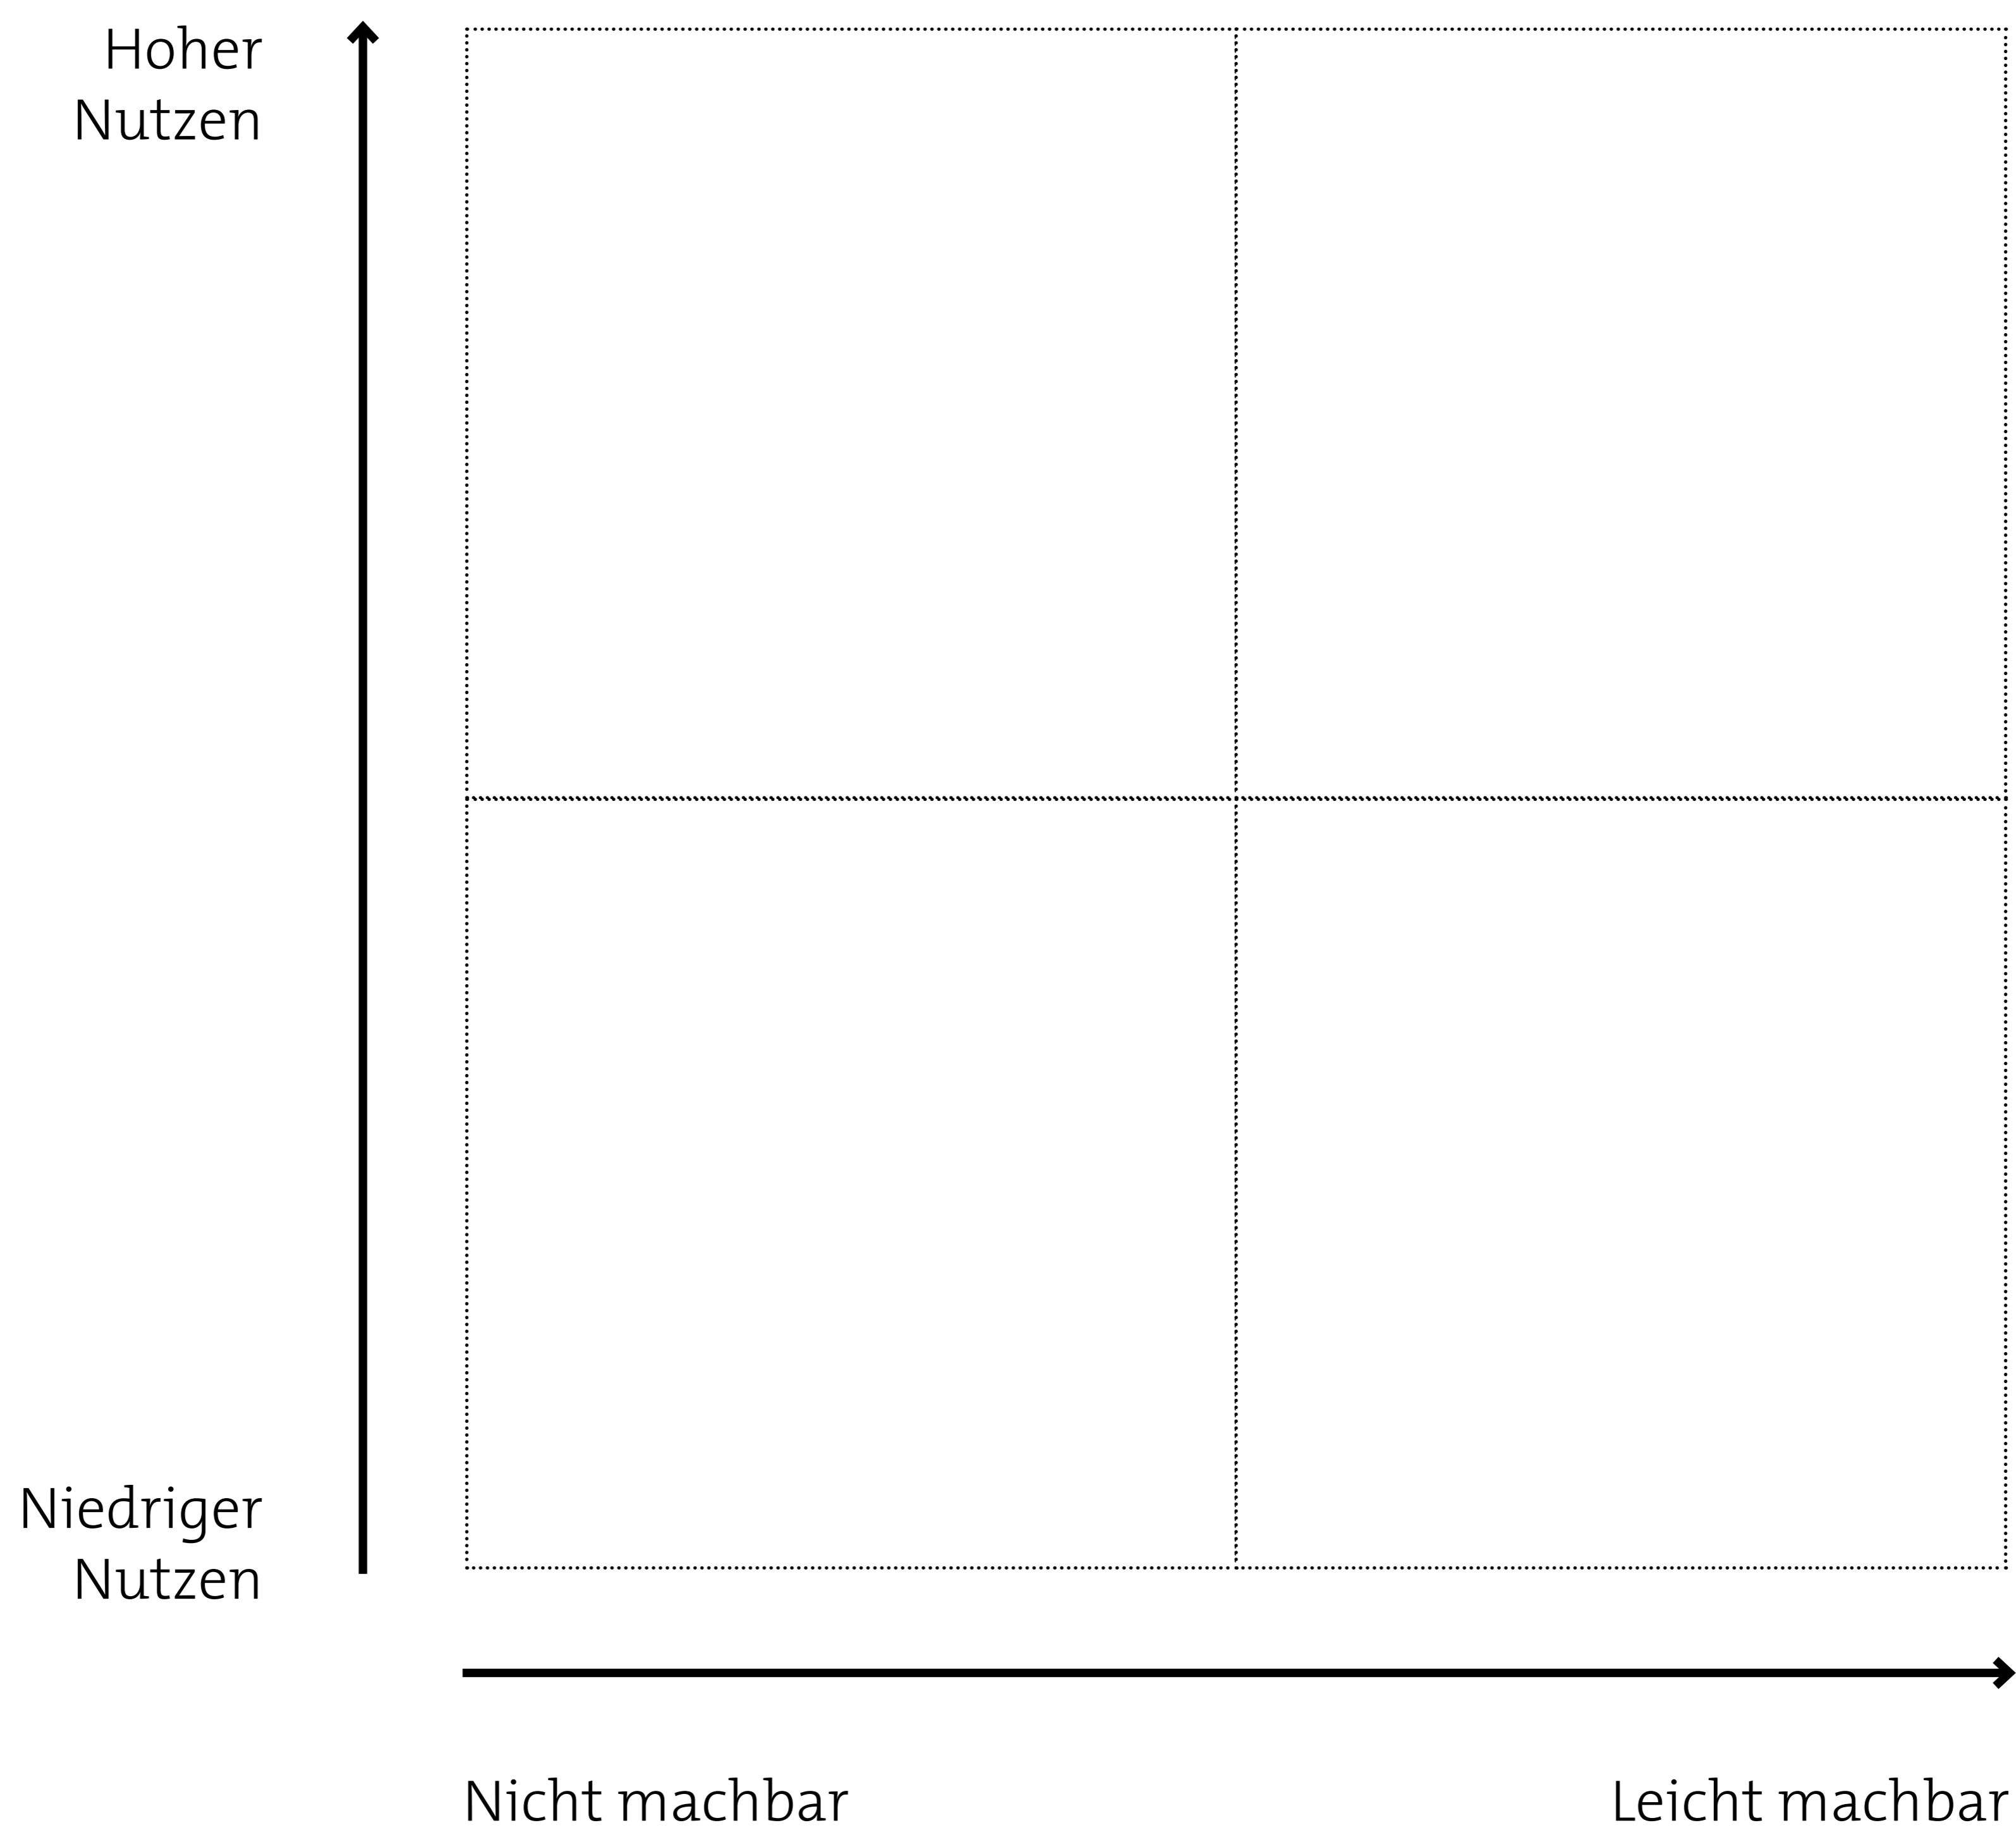 Hoher
Nutzen
Niedriger
Nutzen
Nicht machbar
Leicht machbar